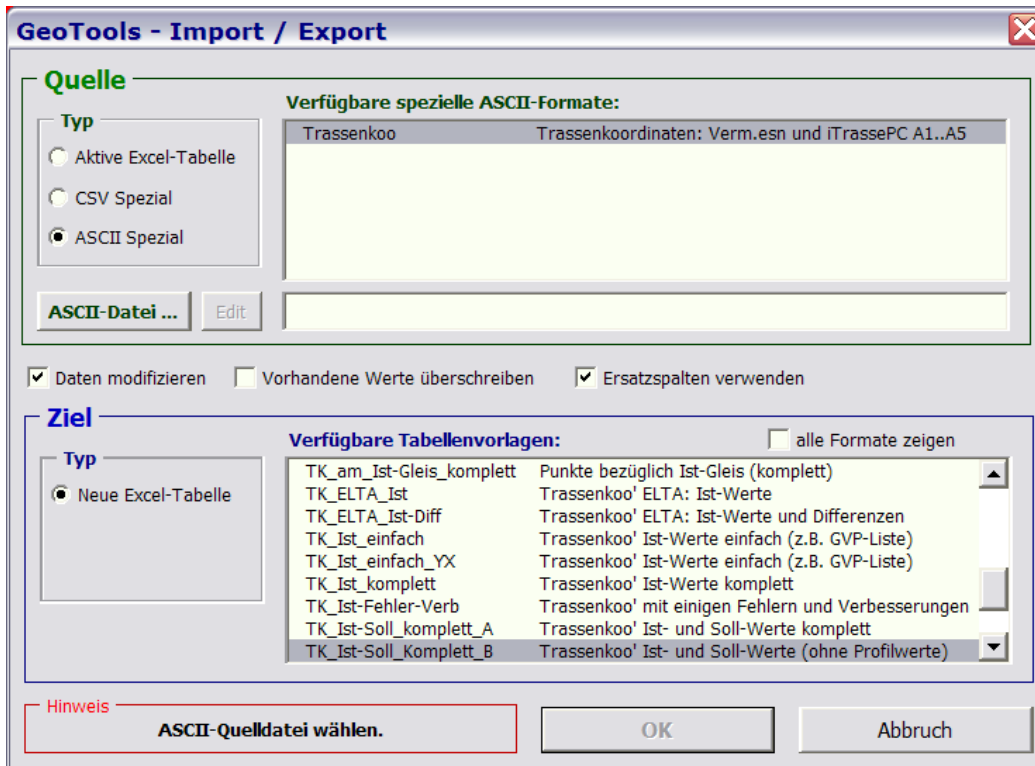 GeoTools - Import / Export
Quelle
Typ
Aktive Excel-Tabelle
CSV Spezial
ASCII Spezial
Verfügbare spezielle ASCII-Formate:
Trassenkoo Trassenkoordinaten: Verm.esn und iTrassePC A1..A5
ASCII-Datei ... Edit
Daten modifizieren Vorhandene Werte überschreiben Ersatzspalten verwenden
Ziel
Typ
Neue Excel-Tabelle
Verfügbare Tabellenvorlagen: alle Formate zeigen
TK_am_Ist-Gleis_komplett Punkte bezüglich Ist-Gleis (komplett)
TK_ELTA_Ist Trassenkoo' ELTA: Ist-Werte
TK_ELTA_Ist-Diff Trassenkoo' ELTA: Ist-Werte und Differenzen
TK_Ist_einfach Trassenkoo' Ist-Werte einfach (z.B. GVP-Liste)
TK_Ist_einfach_YX Trassenkoo' Ist-Werte einfach (z.B. GVP-Liste)
TK_Ist_komplett Trassenkoo' Ist-Werte komplett
TK_Ist-Fehler-Verb Trassenkoo' mit einigen Fehlern und Verbesserungen
TK_Ist-Soll_komplett_A Trassenkoo' Ist- und Soll-Werte komplett
TK_Ist-Soll_Komplett_B Trassenkoo' Ist- und Soll-Werte (ohne Profilwerte)
Hinweis
ASCII-Quelldatei wählen.
OK Abbruch